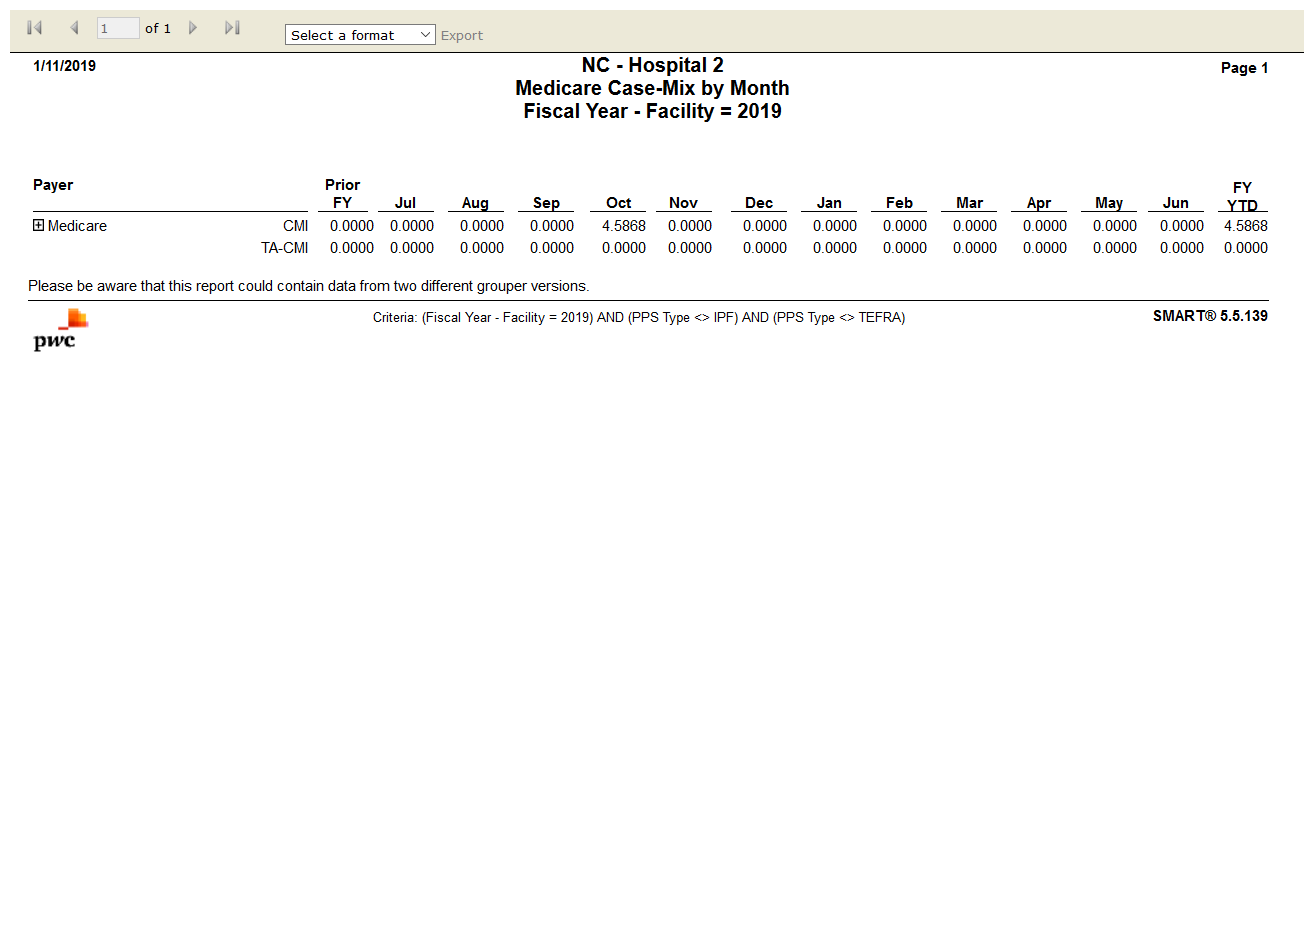 1 of 1 Select a format Export
1/11/2019 NC - Hospital 2 Page 1
Medicare Case-Mix by Month
Fiscal Year - Facility = 2019
Payer Prior FY
FY Jul Aug Sep Oct Nov Dec Jan Feb Mar Apr May Jun YTD
Medicare CMI 0.0000 0.0000 0.0000 0.0000 4.5868 0.0000 0.0000 0.0000 0.0000 0.0000 0.0000 0.0000 0.0000 4.5868
TA-CMI 0.0000 0.0000 0.0000 0.0000 0.0000 0.0000 0.0000 0.0000 0.0000 0.0000 0.0000 0.0000 0.0000 0.0000
Please be aware that this report could contain data from two different grouper versions.
Criteria: (Fiscal Year - Facility = 2019) AND (PPS Type <> IPF) AND (PPS Type <> TEFRA) SMART® 5.5.139
pwc